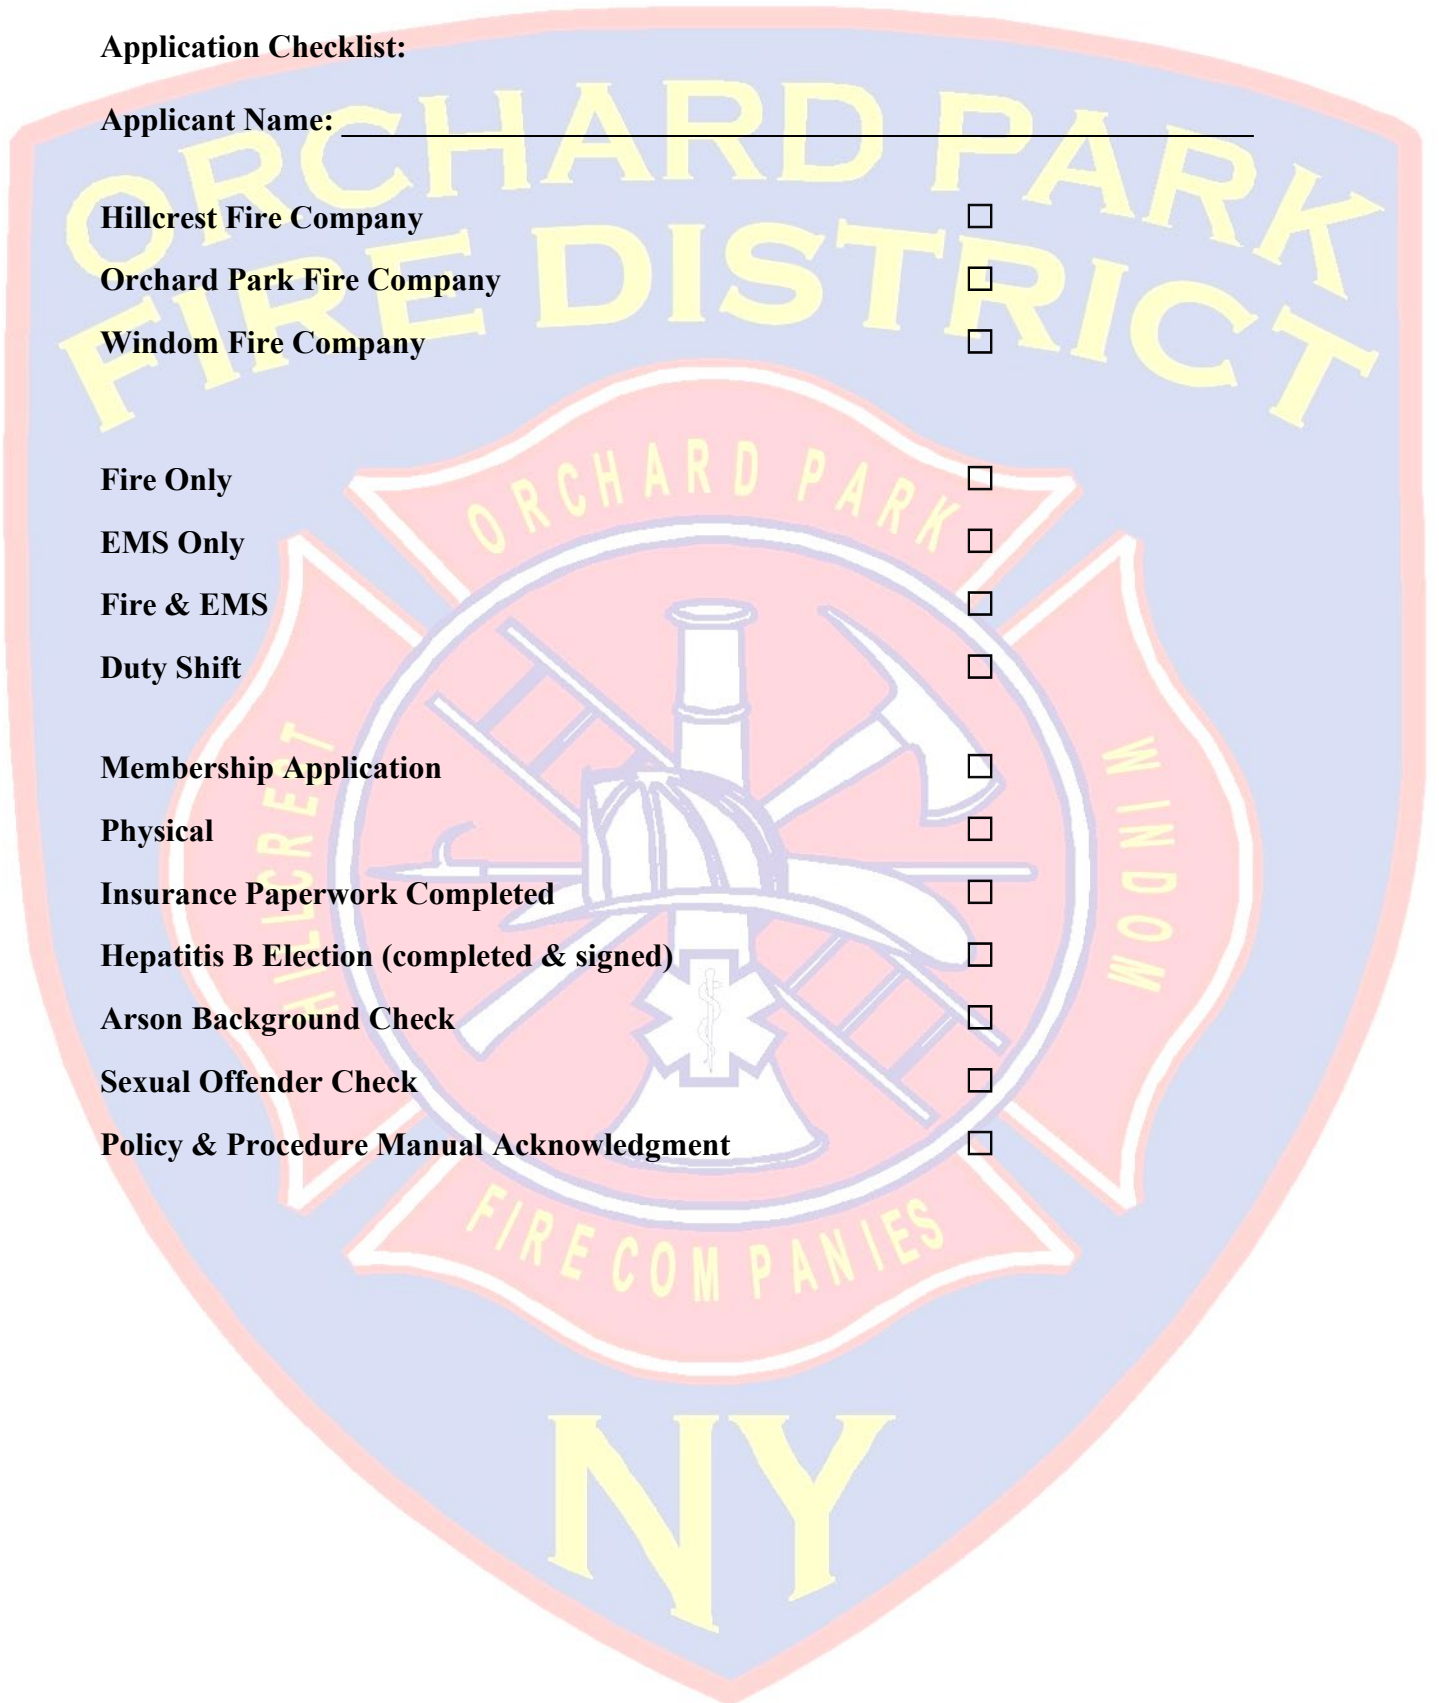 Application Checklist:
Applicant Name:
Hillcrest Fire Company ☐
Orchard Park Fire Company ☐
Windom Fire Company ☐
Fire Only ☐
EMS Only ☐
Fire & EMS ☐
Duty Shift ☐
Membership Application ☐
Physical ☐
Insurance Paperwork Completed ☐
Hepatitis B Election (completed & signed) ☐
Arson Background Check ☐
Sexual Offender Check ☐
Policy & Procedure Manual Acknowledgment ☐
ORCHARD PARK
FIRE DISTRICT
ORCHARD PARK
HILLCREST
WINDOM
FIRE COMPANIES
NY